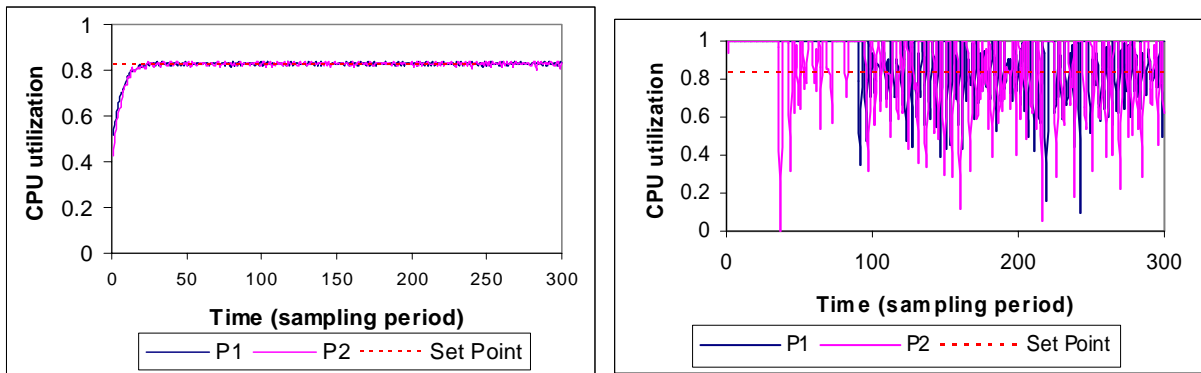 CPU utilization
1
0.8
0.6
0.4
0.2
0
0 50 100 150 200 250 300
Time (sampling period)
P1 P2 Set Point
CPU utilization
1
0.8
0.6
0.4
0.2
0
0 100 200 300
Time (sampling period)
P1 P2 Set Point